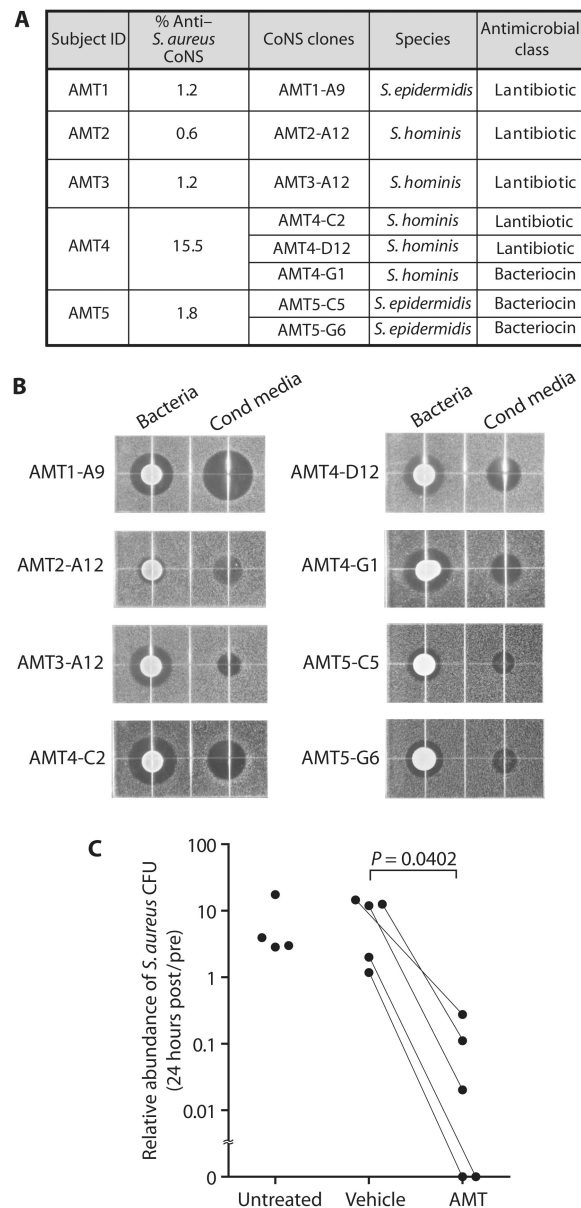 A
Subject ID
% Anti–
S. aureus
CoNS
CoNS clones
Species
Antimicrobial
class
AMT1
1.2
AMT1-A9
S. epidermidis
Lantibiotic
AMT2
0.6
AMT2-A12
S. hominis
Lantibiotic
AMT3
1.2
AMT3-A12
S. hominis
Lantibiotic
AMT4
15.5
AMT4-C2
S. hominis
Lantibiotic
AMT4-D12
S. hominis
Lantibiotic
AMT4-G1
S. hominis
Bacteriocin
AMT5
1.8
AMT5-C5
S. epidermidis
Bacteriocin
AMT5-G6
S. epidermidis
Bacteriocin
B
Bacteria
Cond media
Bacteria
Cond media
AMT1-A9
AMT4-D12
AMT2-A12
AMT4-G1
AMT3-A12
AMT5-C5
AMT4-C2
AMT5-G6
C
Relative abundance of S. aureus CFU
(24 hours post/pre)
100
10
1
0.1
0.01
0
P = 0.0402
Untreated
Vehicle
AMT